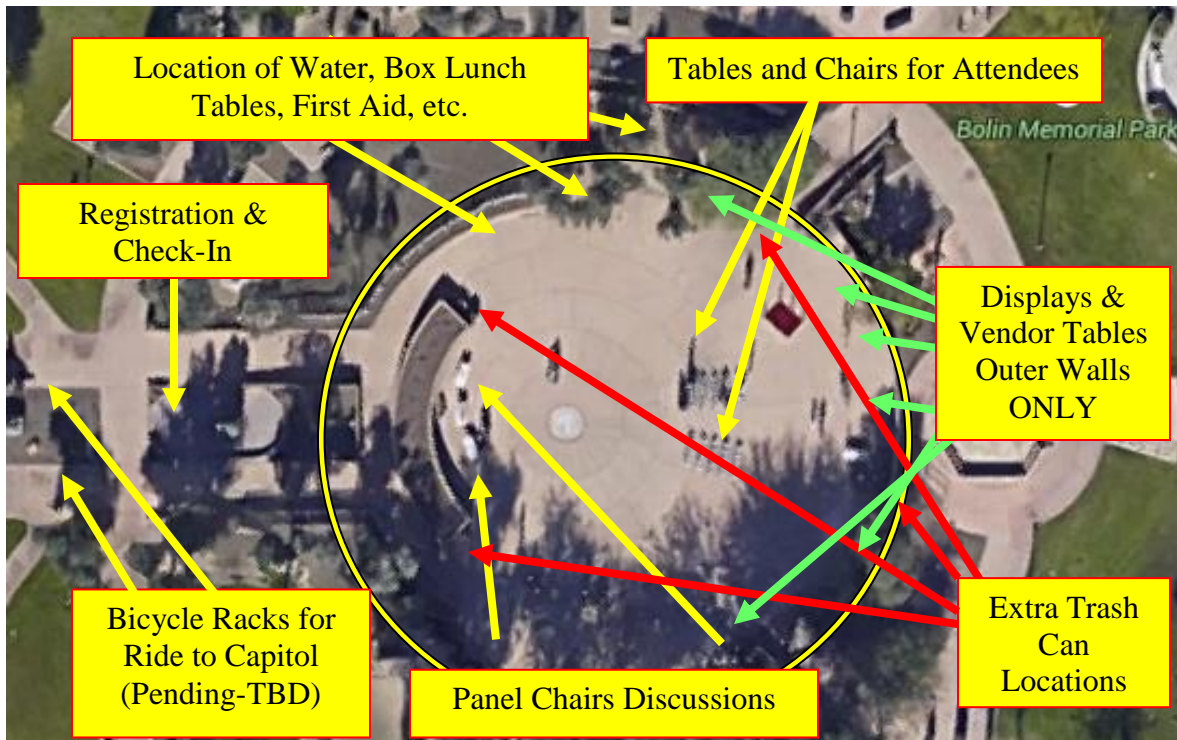 Location of Water, Box Lunch
Tables, First Aid, etc.
Tables and Chairs for Attendees
Bolin Memorial Park
Registration &
Check-In
Displays &
Vendor Tables
Outer Walls
ONLY
Bicycle Racks for
Ride to Capitol
(Pending-TBD)
Panel Chairs Discussions
Extra Trash
Can
Locations